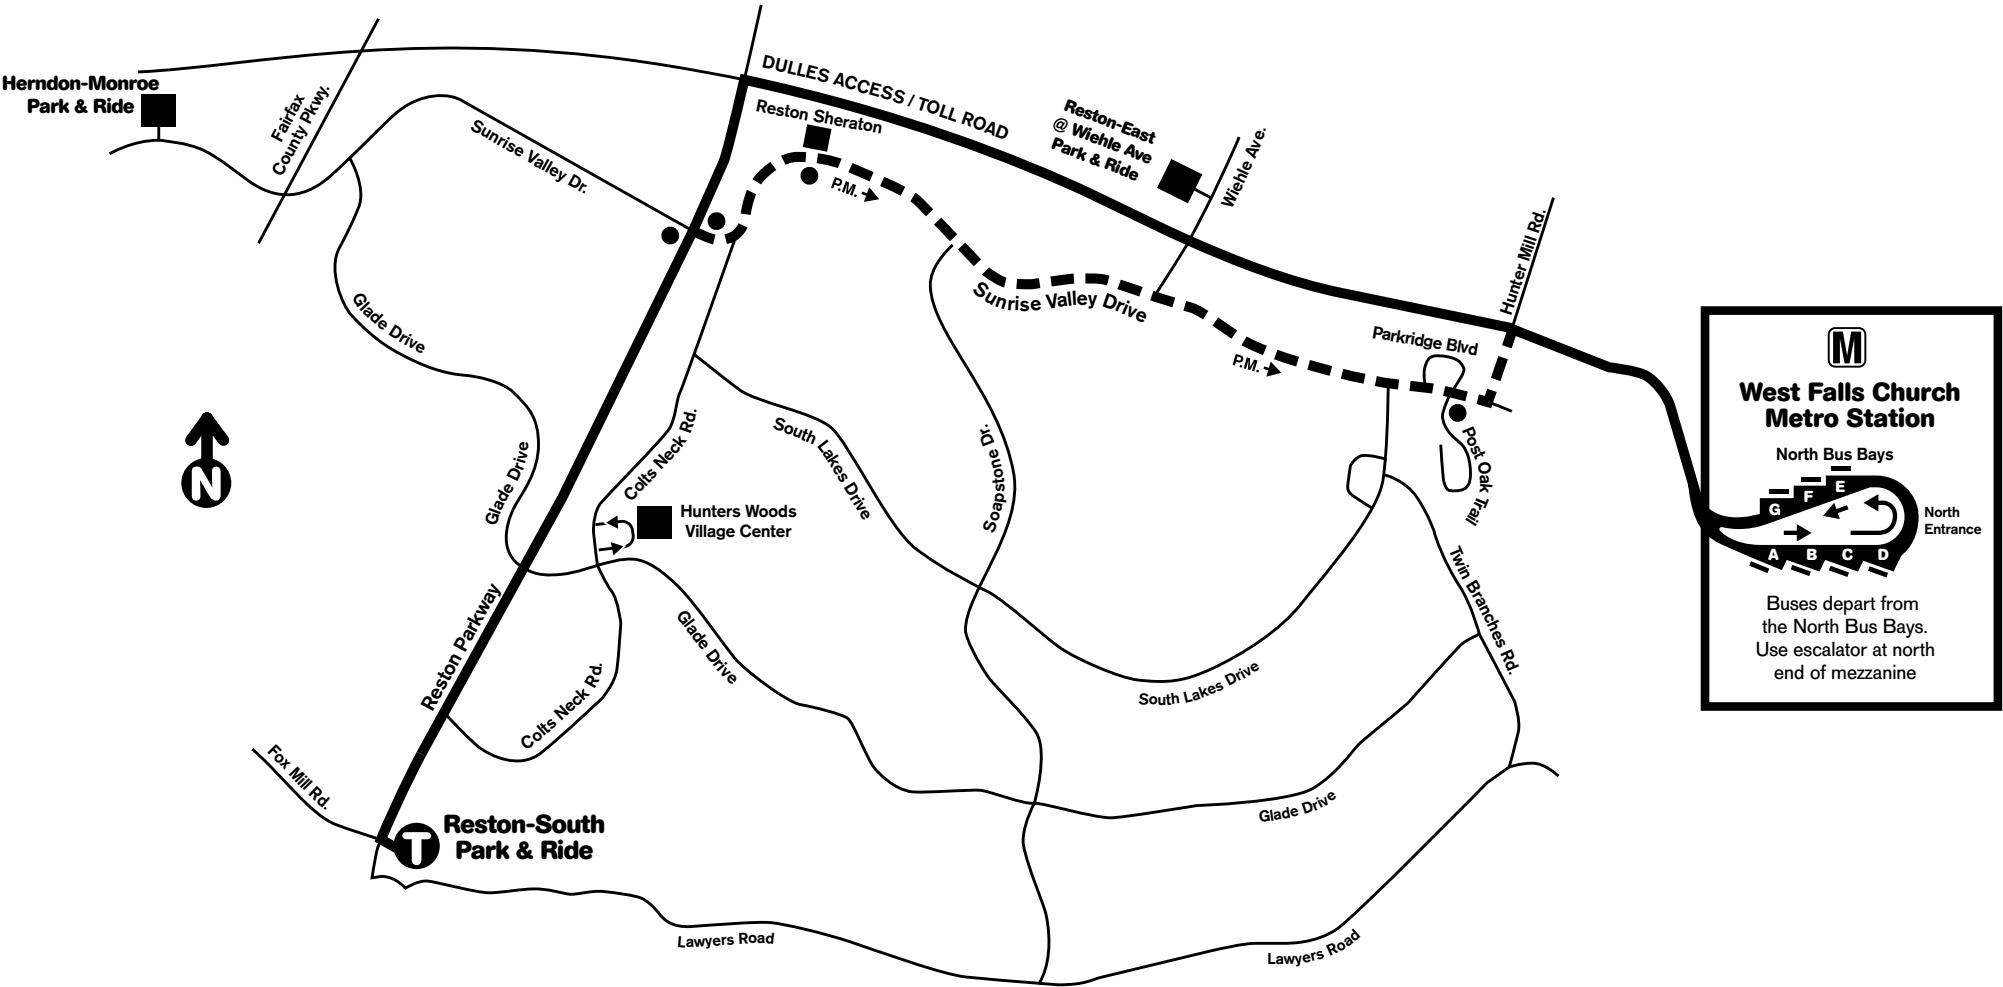 Herndon-Monroe
Park & Ride
Fairfax
County Pkwy.
Sunrise Valley Dr.
DULLES ACCESS / TOLL ROAD
Reston Sheraton
P.M.
Reston-East
@ Wiehle Ave
Park & Ride
Wiehle Ave.
Hunter Mill Rd.
Sunrise Valley Drive
P.M.
Parkridge Blvd
Post Oak Trail
Glade Drive
Glade Drive
Colts Neck Rd.
South Lakes Drive
Soapstone Dr.
Hunters Woods
Village Center
N
Twin Branches Rd.
Reston Parkway
Glade Drive
Colts Neck Rd.
South Lakes Drive
Glade Drive
Fox Mill Rd.
T
Reston-South
Park & Ride
Lawyers Road
Lawyers Road
M
West Falls Church
Metro Station
North Bus Bays
G
F
E
North
Entrance
A
B
C
D
Buses depart from
the North Bus Bays.
Use escalator at north
end of mezzanine